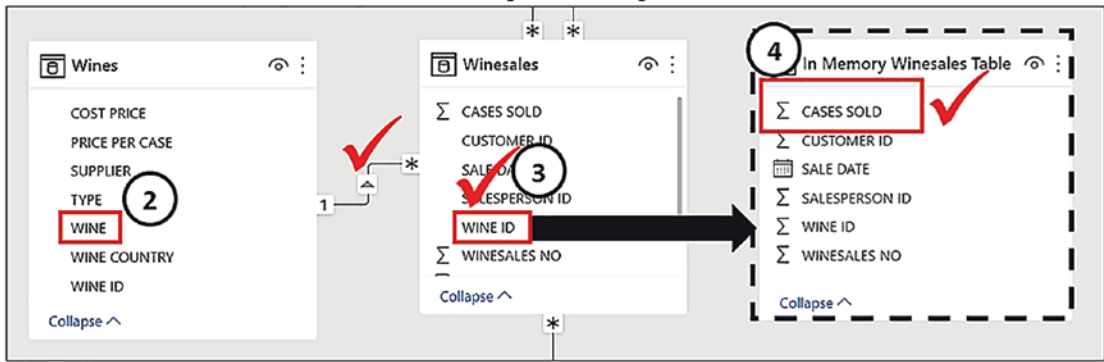 * *
Wines
COST PRICE
PRICE PER CASE
SUPPLIER
TYPE
2
WINE
WINE COUNTRY
WINE ID
Collapse
1
*
Winesales
Σ CASES SOLD
CUSTOMER ID
3
SALESPERSON ID
WINE ID
Σ WINESALES NO
Collapse
*
4
In Memory Winesales Table
Σ CASES SOLD
Σ CUSTOMER ID
SALE DATE
Σ SALESPERSON ID
Σ WINE ID
Σ WINESALES NO
Collapse